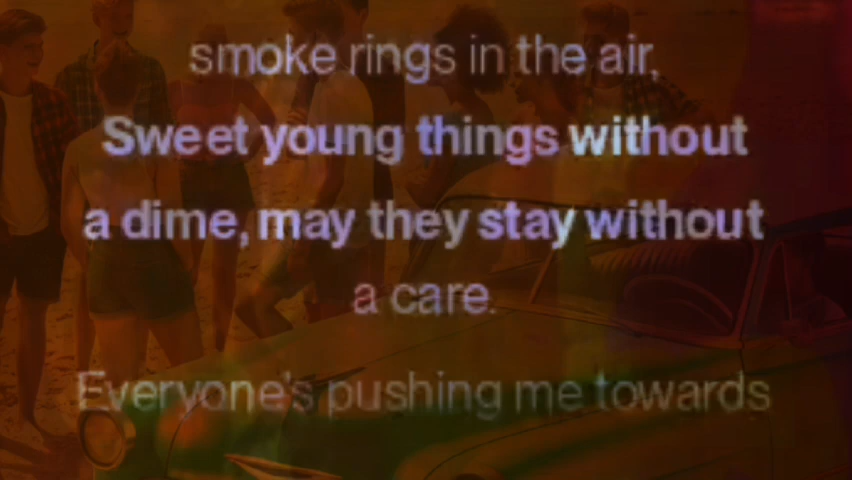 smoke rings in the air,
Sweet young things without
a dime, may they stay without
a care.
Everyone's pushing me towards